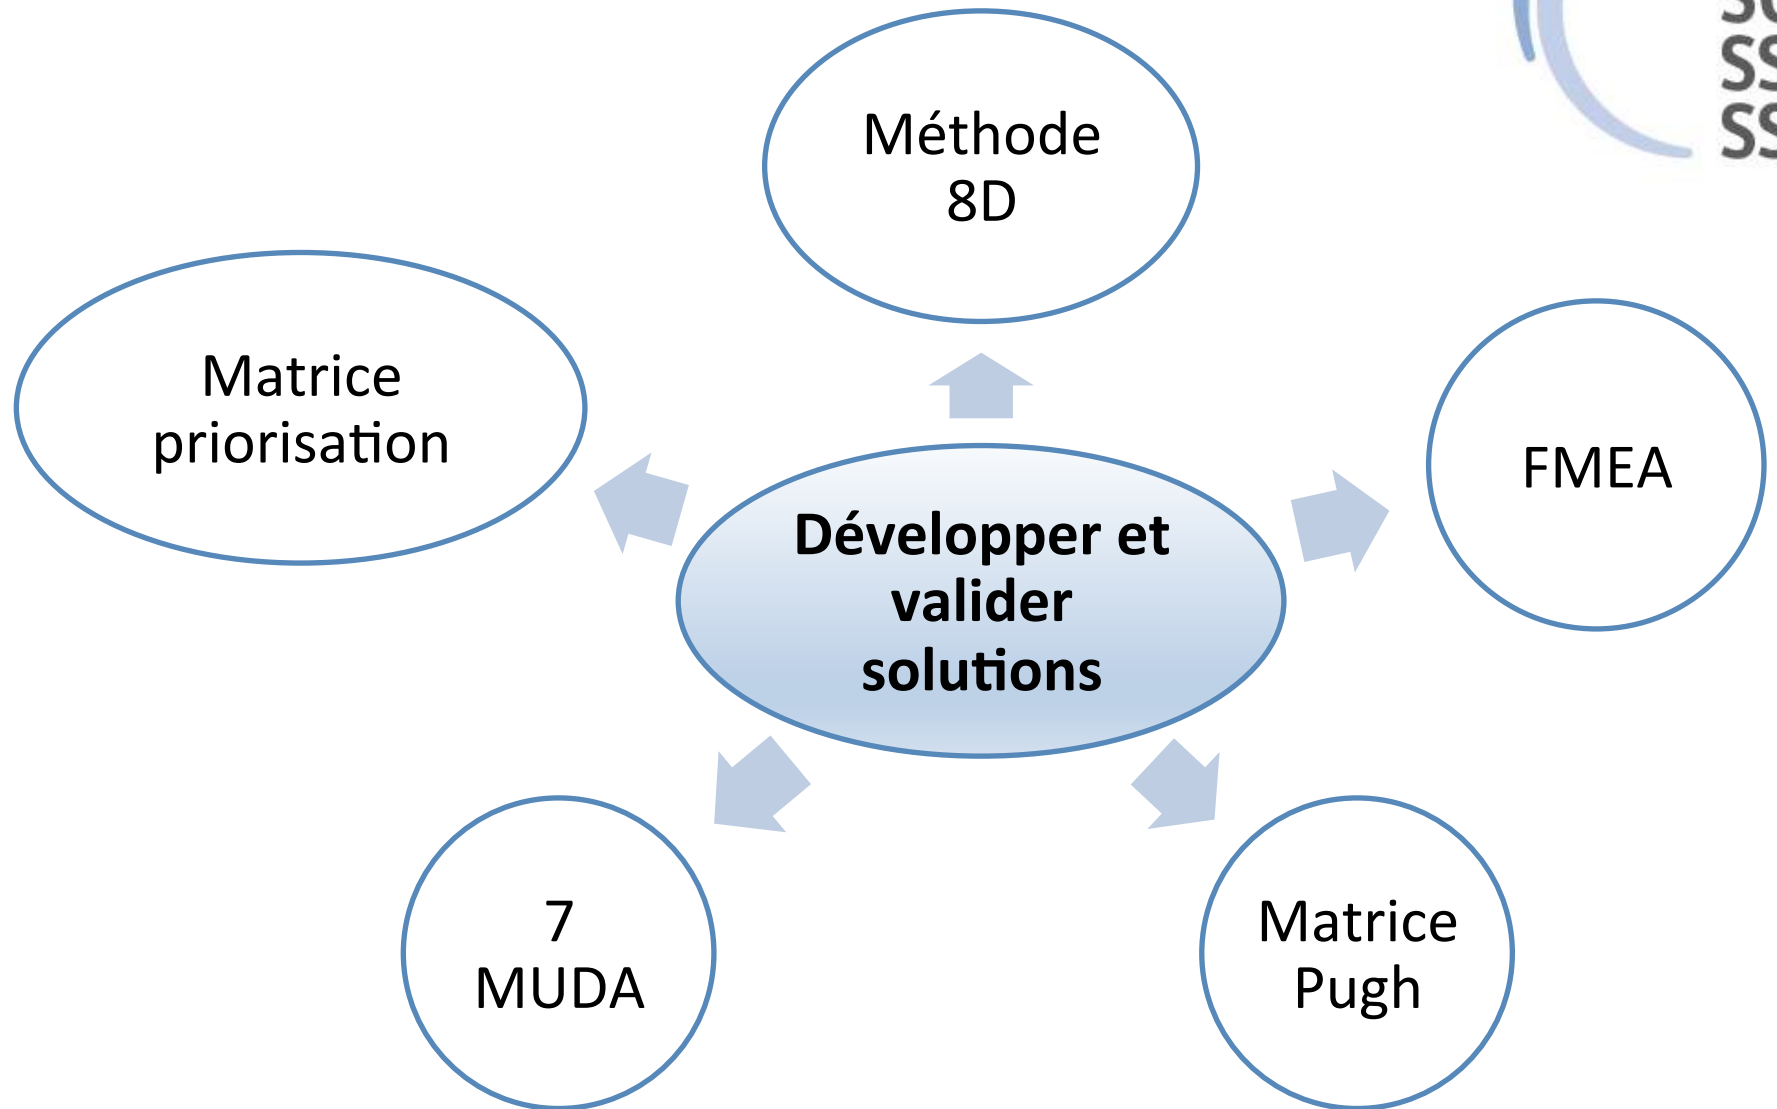 Méthode
8D
Matrice
priorisation
FMEA
Développer et
valider
solutions
7
MUDA
Matrice
Pugh